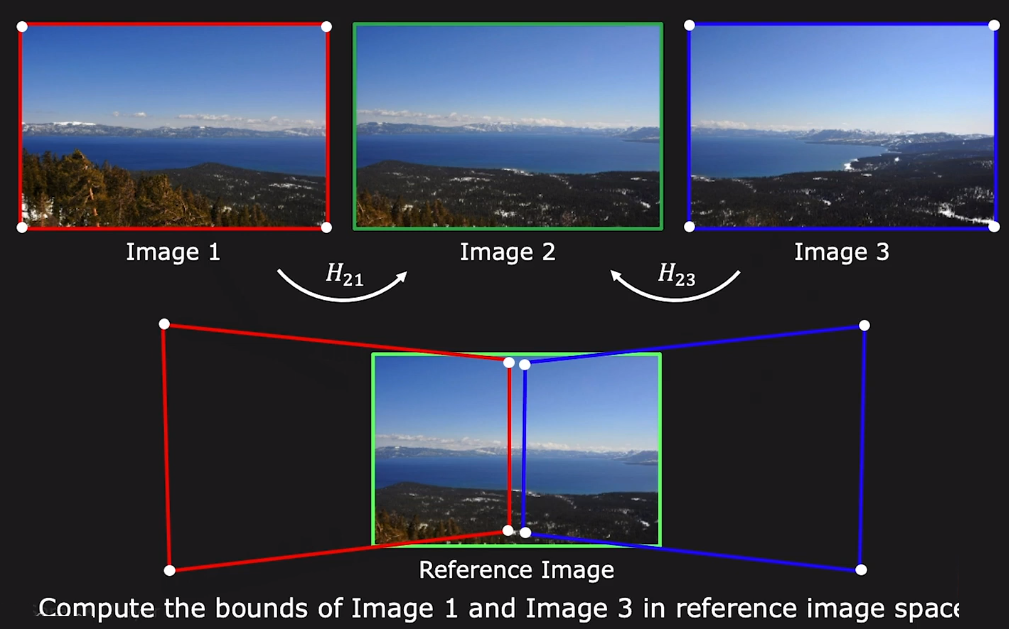 Image 1
Image 2
Image 3
H₂₁
H₂₃
Reference Image
Compute the bounds of Image 1 and Image 3 in reference image space